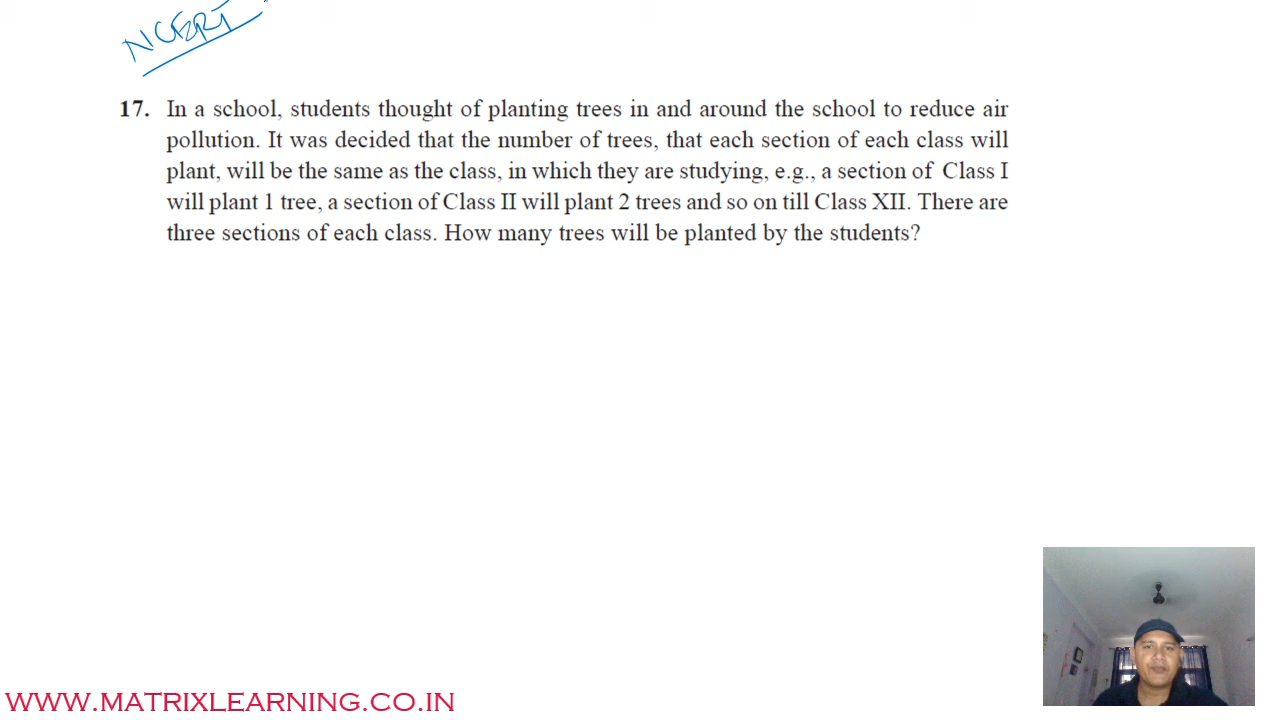 NCERT
17. In a school, students thought of planting trees in and around the school to reduce air
pollution. It was decided that the number of trees, that each section of each class will
plant, will be the same as the class, in which they are studying, e.g., a section of Class I
will plant 1 tree, a section of Class II will plant 2 trees and so on till Class XII. There are
three sections of each class. How many trees will be planted by the students?
WWW.MATRIXLEARNING.CO.IN